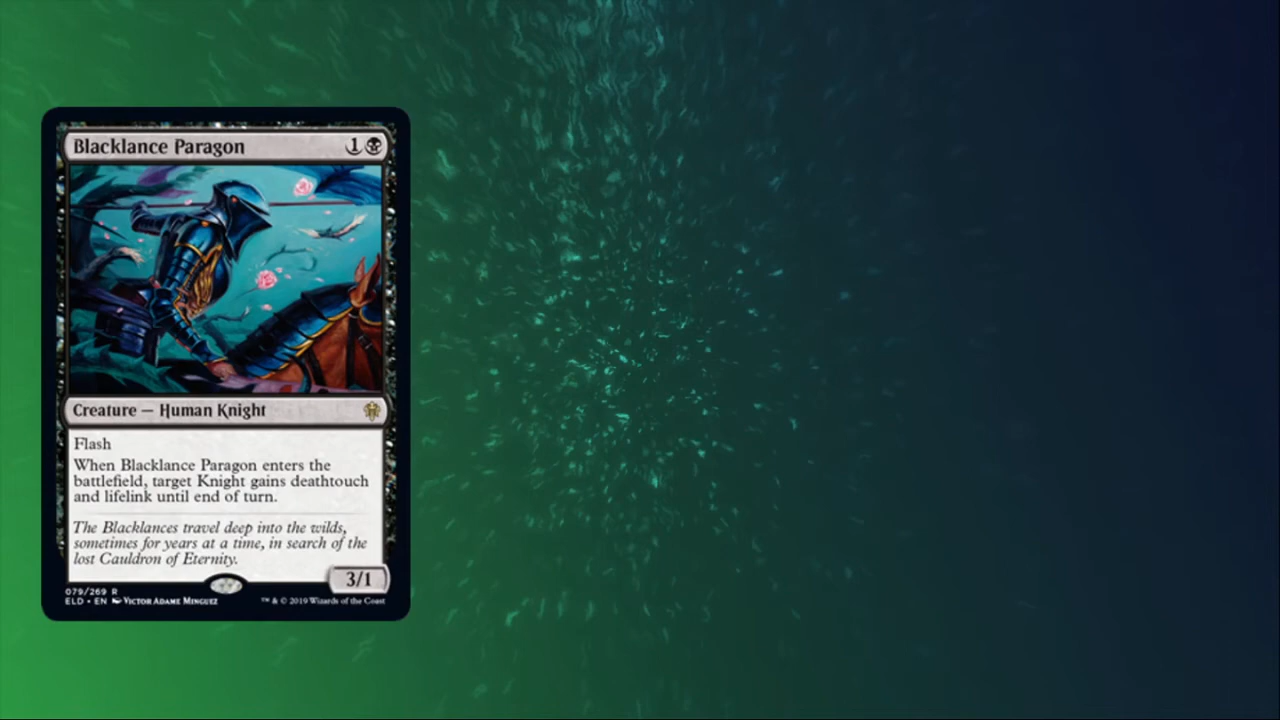 Blacklance Paragon 1
Creature — Human Knight
Flash
When Blacklance Paragon enters the
battlefield, target Knight gains deathtouch
and lifelink until end of turn.
The Blacklances travel deep into the wilds,
sometimes for years at a time, in search of the
lost Cauldron of Eternity.
3/1
079/269 R
ELD • EN Victor Adame Minguez
™ & © 2019 Wizards of the Coast